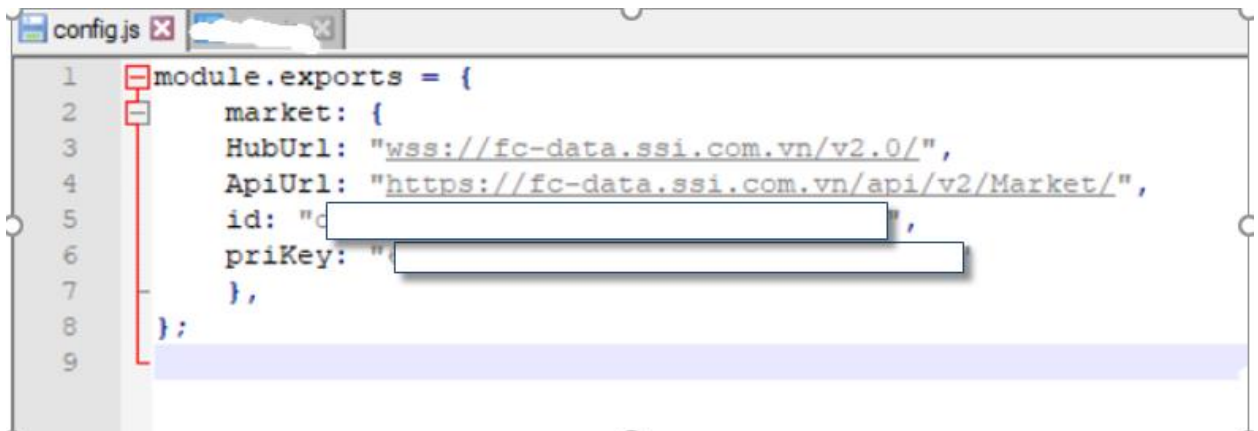 config.js
1 module.exports = {
2 market: {
3 HubUrl: "wss://fc-data.ssi.com.vn/v2.0/",
4 ApiUrl: "https://fc-data.ssi.com.vn/api/v2/Market/",
5 id: " ",
6 priKey: "
7 },
8 };
9